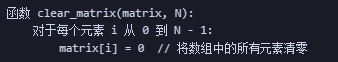 函数 clear_matrix(matrix, N):
    对于每个元素 i 从 0 到 N - 1:
        matrix[i] = 0  // 将数组中的所有元素清零